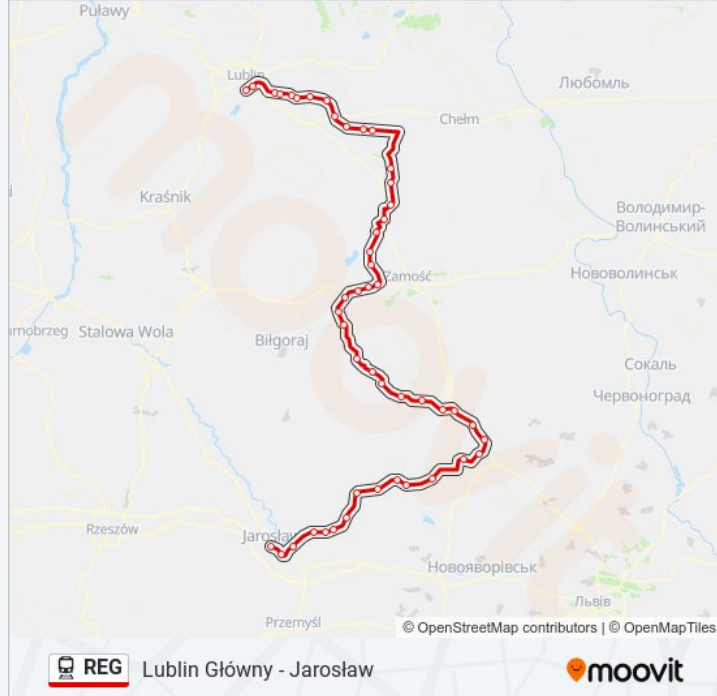 Puławy
Lublin
Любомль
Chełm
Kraśnik
Володимир-
Волинський
Zamość
Нововолинськ
Stalowa Wola
Biłgoraj
Сокаль
Червоноград
Rzeszów
Jarosław
Новояворівськ
Львів
Przemyśl
© OpenStreetMap contributors | © OpenMapTiles
REG Lublin Główny - Jarosław
moovit